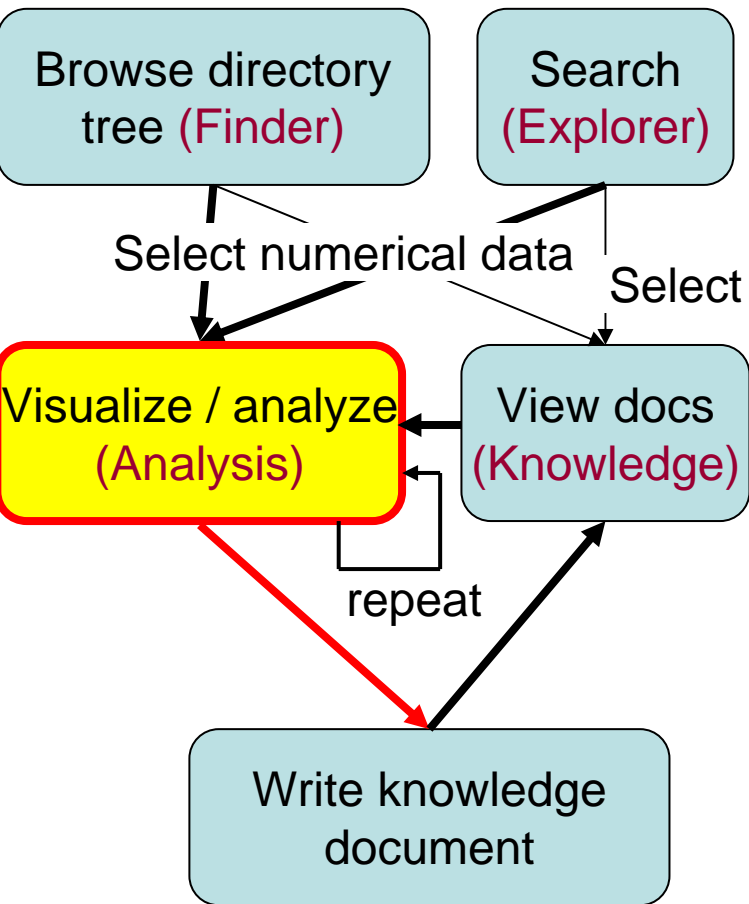 Browse directory
tree (Finder)
Search
(Explorer)
Select numerical data
Select
Visualize / analyze
(Analysis)
View docs
(Knowledge)
repeat
Write knowledge
document